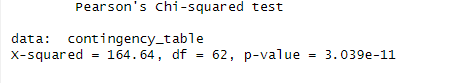 Pearson's Chi-squared test
data:  contingency_table
X-squared = 164.64, df = 62, p-value = 3.039e-11